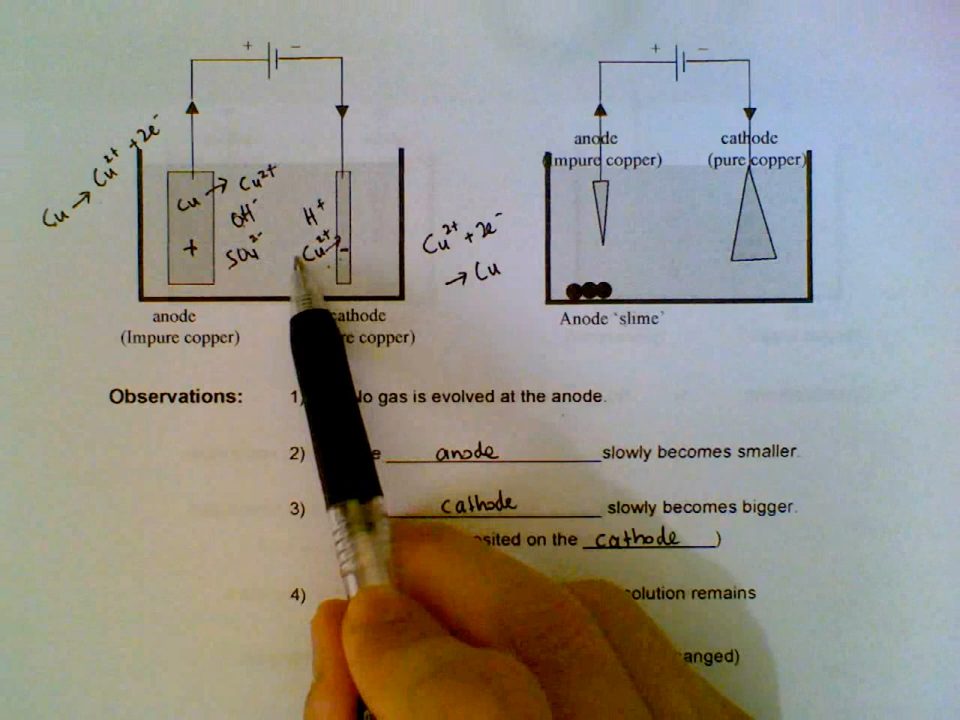 + −
+ −
Cu → Cu²⁺ + 2e⁻
Cu → Cu²⁺
OH⁻
SO₄²⁻
+
H⁺
Cu²⁺ →
-
Cu²⁺ + 2e⁻
→ Cu
anode
(Impure copper)
cathode
re copper)
anode
(Impure copper)
cathode
(pure copper)
Anode ‘slime’
Observations:
1) No gas is evolved at the anode.
2) e anode slowly becomes smaller.
3) cathode slowly becomes bigger.
sited on the cathode )
4) solution remains
anged)